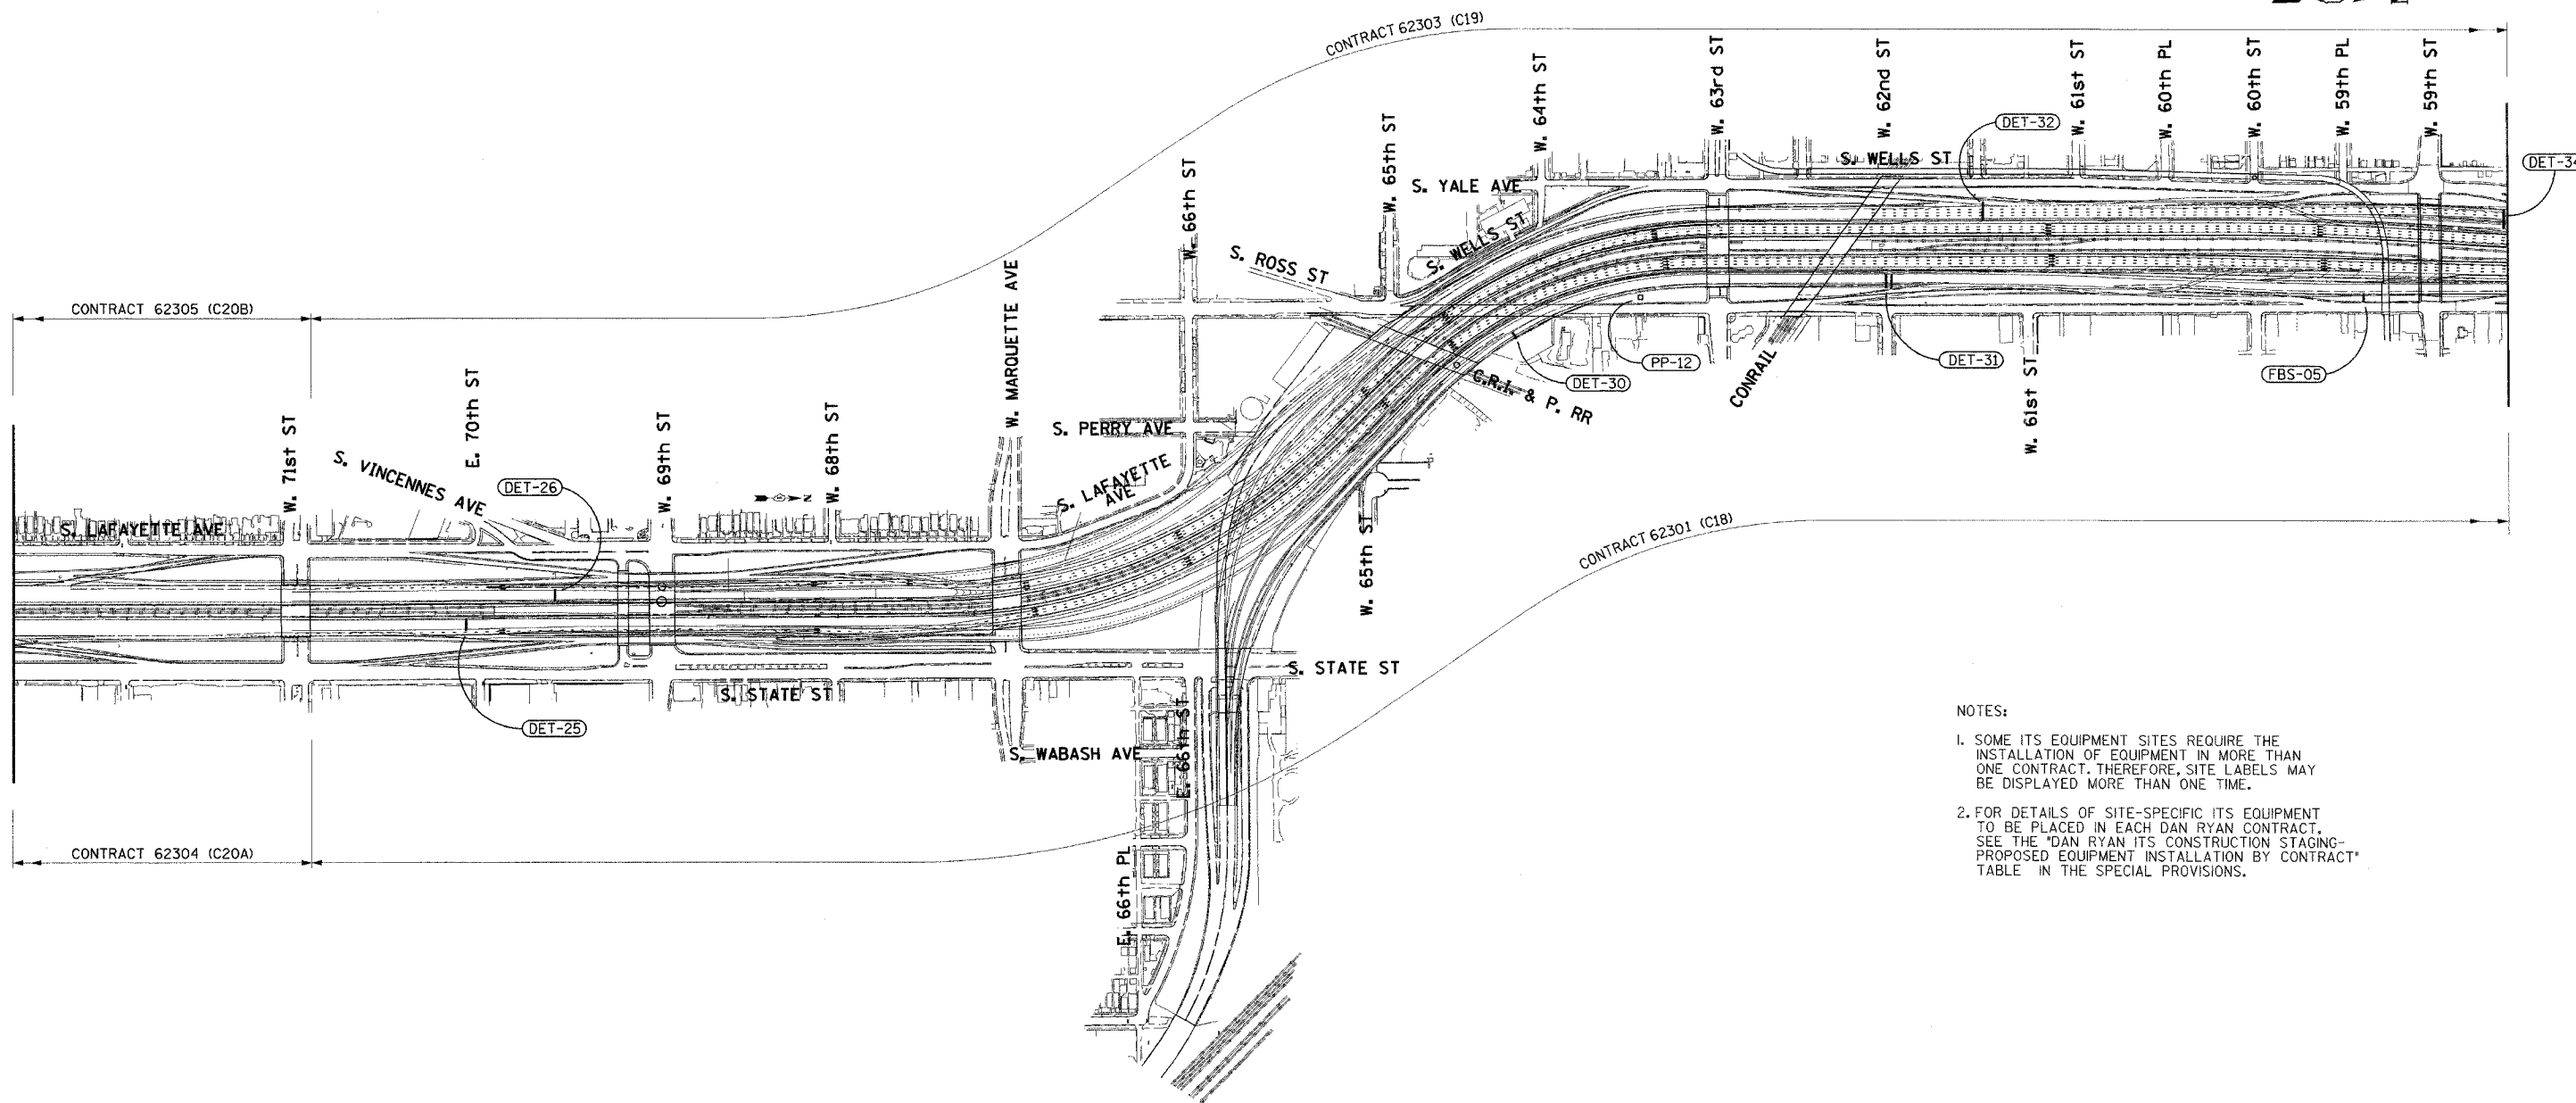 CONTRACT 62303 (C19)
W. 64th ST
W. 63rd ST
W. 62nd ST
W. 61st ST
W. 60th PL
W. 60th ST
W. 59th PL
W. 59th ST
DET-32
DET-34
W. 65th ST
W. 66th ST
S. YALE AVE
S. WELLS ST
S. WELLS ST
S. ROSS ST
W. MARQUETTE AVE
CONTRACT 62305 (C20B)
PP-12
DET-31
DET-30
FBS-05
CONRAIL
C.R.I. & P. RR
W. 61st ST
W. 71st ST
S. VINCENNES AVE
E. 70th ST
DET-26
W. 69th ST
W. 68th ST
N
S. PERRY AVE
S. LAFAYETTE
AVE
S. LAFAYETTE AVE
W. 65th ST
CONTRACT 62301 (C18)
S. STATE ST
S. STATE ST
DET-25
S. WABASH AVE
E. 66th ST
E. 66th PL
CONTRACT 62304 (C20A)
NOTES:
1. SOME ITS EQUIPMENT SITES REQUIRE THE
INSTALLATION OF EQUIPMENT IN MORE THAN
ONE CONTRACT. THEREFORE, SITE LABELS MAY
BE DISPLAYED MORE THAN ONE TIME.
2. FOR DETAILS OF SITE-SPECIFIC ITS EQUIPMENT
TO BE PLACED IN EACH DAN RYAN CONTRACT,
SEE THE "DAN RYAN ITS CONSTRUCTION STAGING-
PROPOSED EQUIPMENT INSTALLATION BY CONTRACT"
TABLE IN THE SPECIAL PROVISIONS.